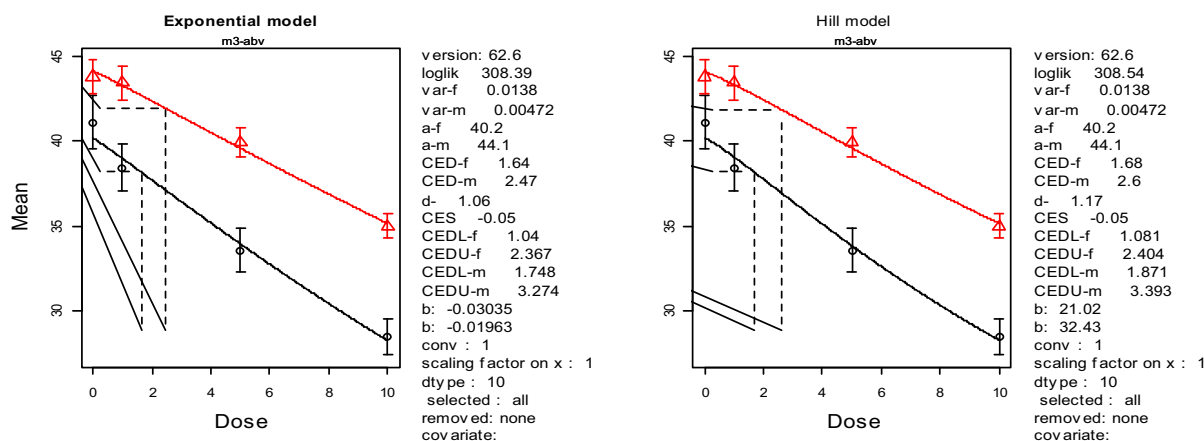 Exponential model
m3-abv
45
40
35
30
Mean
0 2 4 6 8 10
Dose
version: 62.6
loglik 308.39
var-f 0.0138
var-m 0.00472
a-f 40.2
a-m 44.1
CED-f 1.64
CED-m 2.47
d- 1.06
CES -0.05
CEDL-f 1.04
CEDU-f 2.367
CEDL-m 1.748
CEDU-m 3.274
b: -0.03035
b: -0.01963
conv : 1
scaling factor on x : 1
dtype : 10
selected : all
removed: none
covariate:
Hill model
m3-abv
45
40
35
30
0 2 4 6 8 10
Dose
version: 62.6
loglik 308.54
var-f 0.0138
var-m 0.00472
a-f 40.2
a-m 44.1
CED-f 1.68
CED-m 2.6
d- 1.17
CES -0.05
CEDL-f 1.081
CEDU-f 2.404
CEDL-m 1.871
CEDU-m 3.393
b: 21.02
b: 32.43
conv : 1
scaling factor on x : 1
dtype : 10
selected : all
removed: none
covariate: